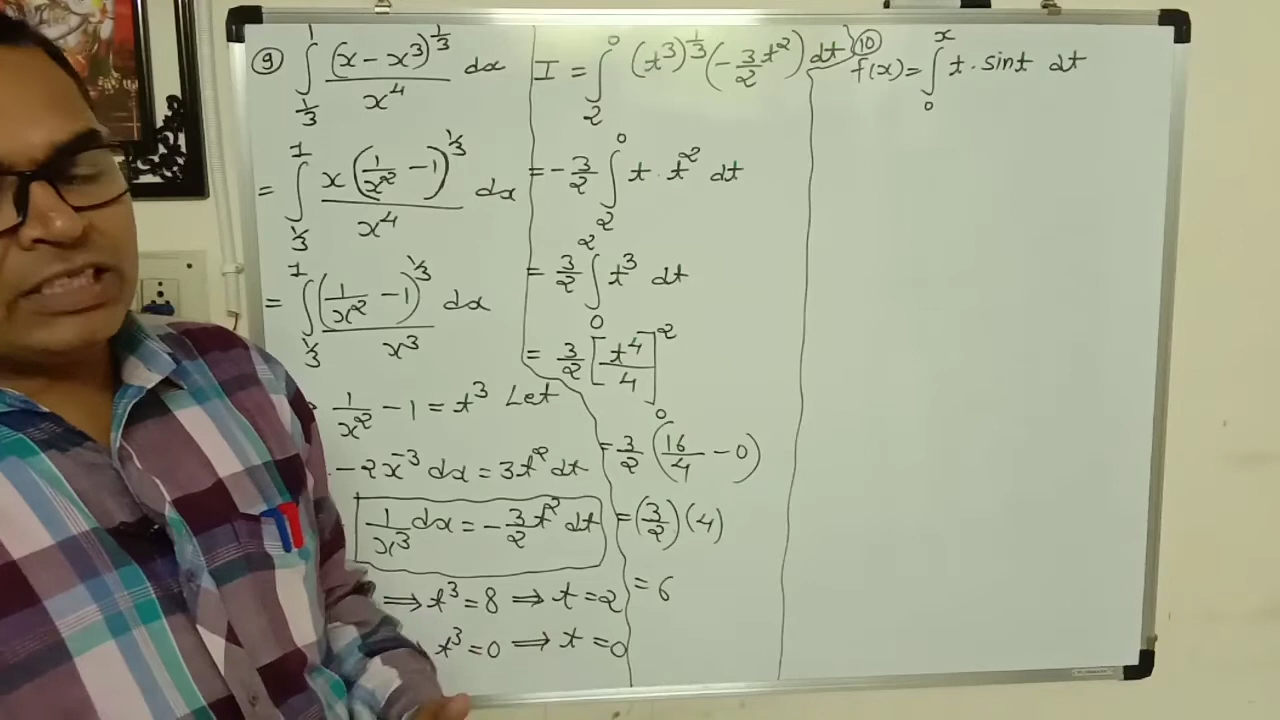 ⑨ ∫_{1/3}^{1} (x − x³)^{1/3} / x⁴ dx
= ∫_{1/3}^{1} x(1/x² − 1)^{1/3} / x⁴ dx
= ∫_{1/3}^{1} (1/x² − 1)^{1/3} / x³ dx
1/x² − 1 = t³ Let
−2x⁻³ dx = 3t² dt
1/x³ dx = −3/2 t² dt
⟹ t³ = 8 ⟹ t = 2
t³ = 0 ⟹ t = 0
I = ∫_{2}^{0} (t³)^{1/3} (−3/2 t²) dt
= −3/2 ∫_{2}^{0} t · t² dt
= 3/2 ∫_{0}^{2} t³ dt
= 3/2 [t⁴/4]_{0}^{2}
= 3/2 (16/4 − 0)
= (3/2)(4)
= 6
⑩ f(x) = ∫_{0}^{x} t · sint dt